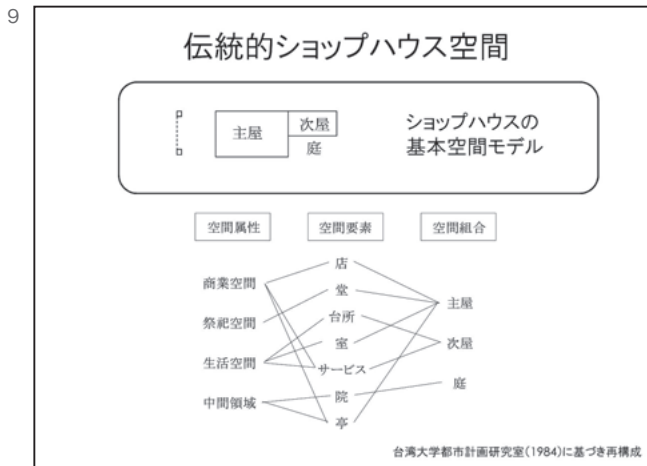 9
伝統的ショップハウス空間
主屋
次屋
庭
ショップハウスの
基本空間モデル
空間属性
空間要素
空間組合
商業空間
祭祀空間
生活空間
中間領域
店
堂
台所
室
サービス
院
亭
主屋
次屋
庭
台湾大学都市計画研究室(1984)に基づき再構成